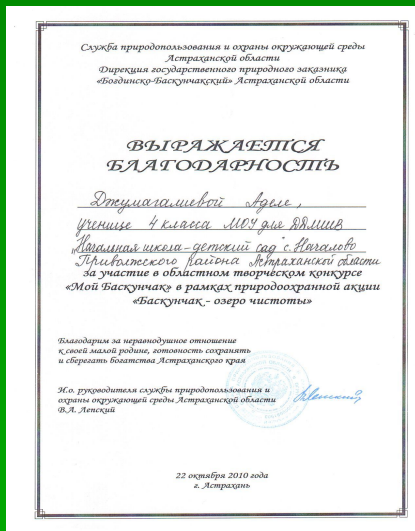 Служба природопользования и охраны окружающей среды
Астраханской области
Дирекция государственного природного заказника
«Богдинско-Баскунчакский» Астраханской области
ВЫРАЖАЕТСЯ
БЛАГОДАРНОСТЬ
Джумагалиевой Аделе,
ученице 4 класса МОУ для ДДМШВ
"Начальная школа-детский сад" с. Началово
Приволжского района Астраханской области
за участие в областном творческом конкурсе
«Мой Баскунчак» в рамках природоохранной акции
«Баскунчак - озеро чистоты»
Благодарим за неравнодушное отношение
к своей малой родине, готовность сохранять
и сберегать богатства Астраханского края
И.о. руководителя службы природопользования и
охраны окружающей среды Астраханской области
В.А. Лепский
22 октября 2010 года
г. Астрахань